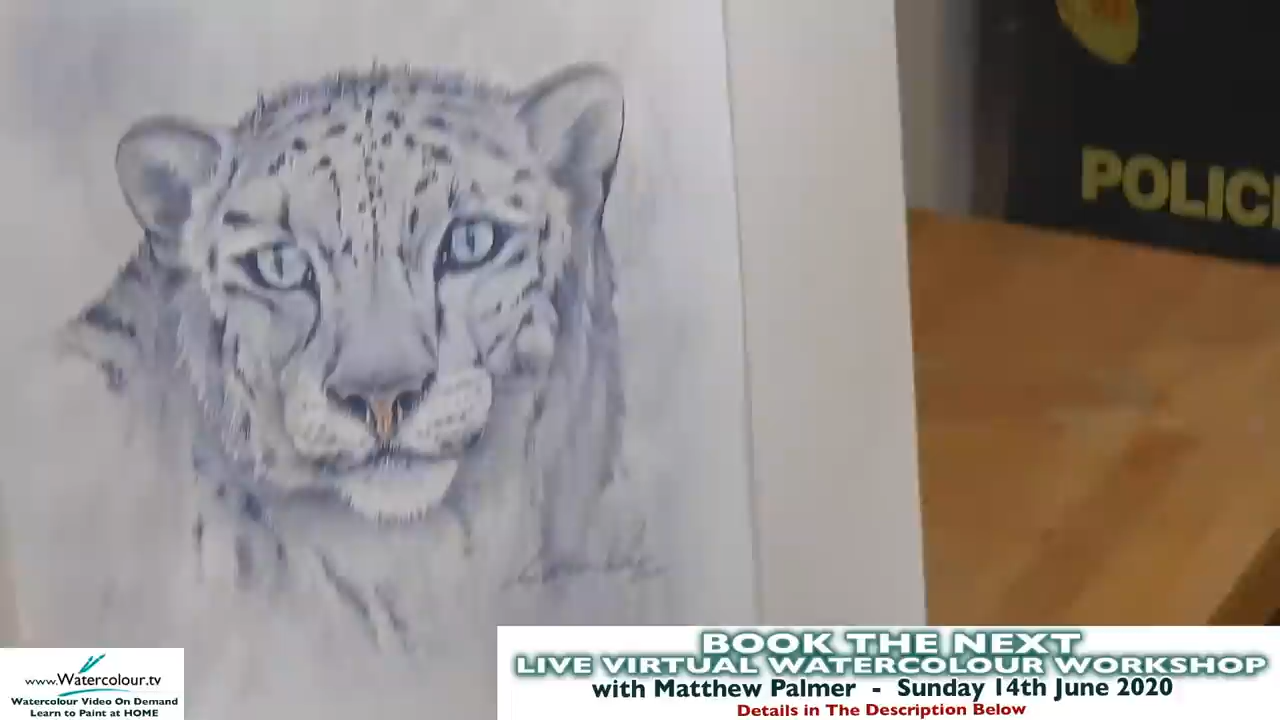 POLIC
BOOK THE NEXT
LIVE VIRTUAL WATERCOLOUR WORKSHOP
with Matthew Palmer - Sunday 14th June 2020
Details in The Description Below
www.Watercolour.tv
Watercolour Video On Demand
Learn to Paint at HOME